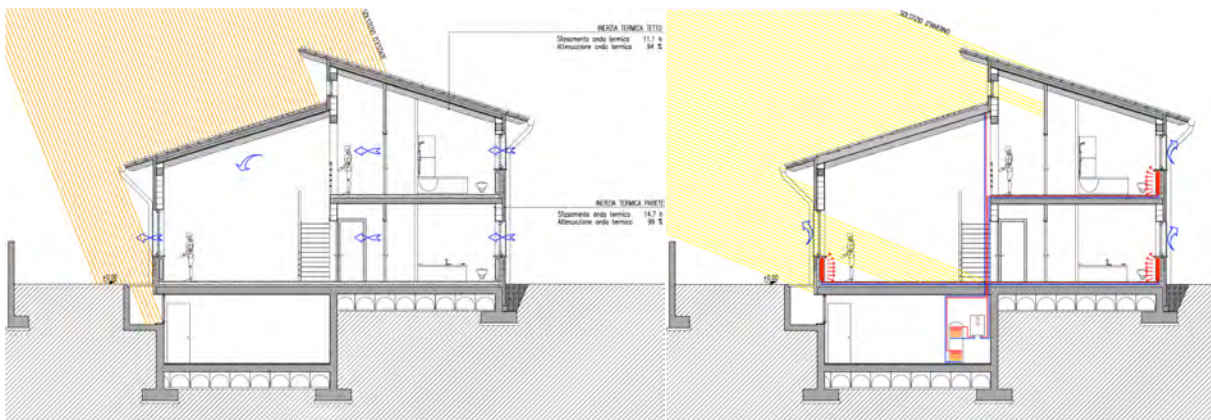 SOLSTIZIO D'ESTATE
INERZIA TERMICA TETTO
Sfasamento onda termica 11.1 h
Attenuazione onda termica 94 %
INERZIA TERMICA PARETE
Sfasamento onda termica 14.7 h
Attenuazione onda termica 99 %
±0,00
SOLSTIZIO D'INVERNO
±0,00